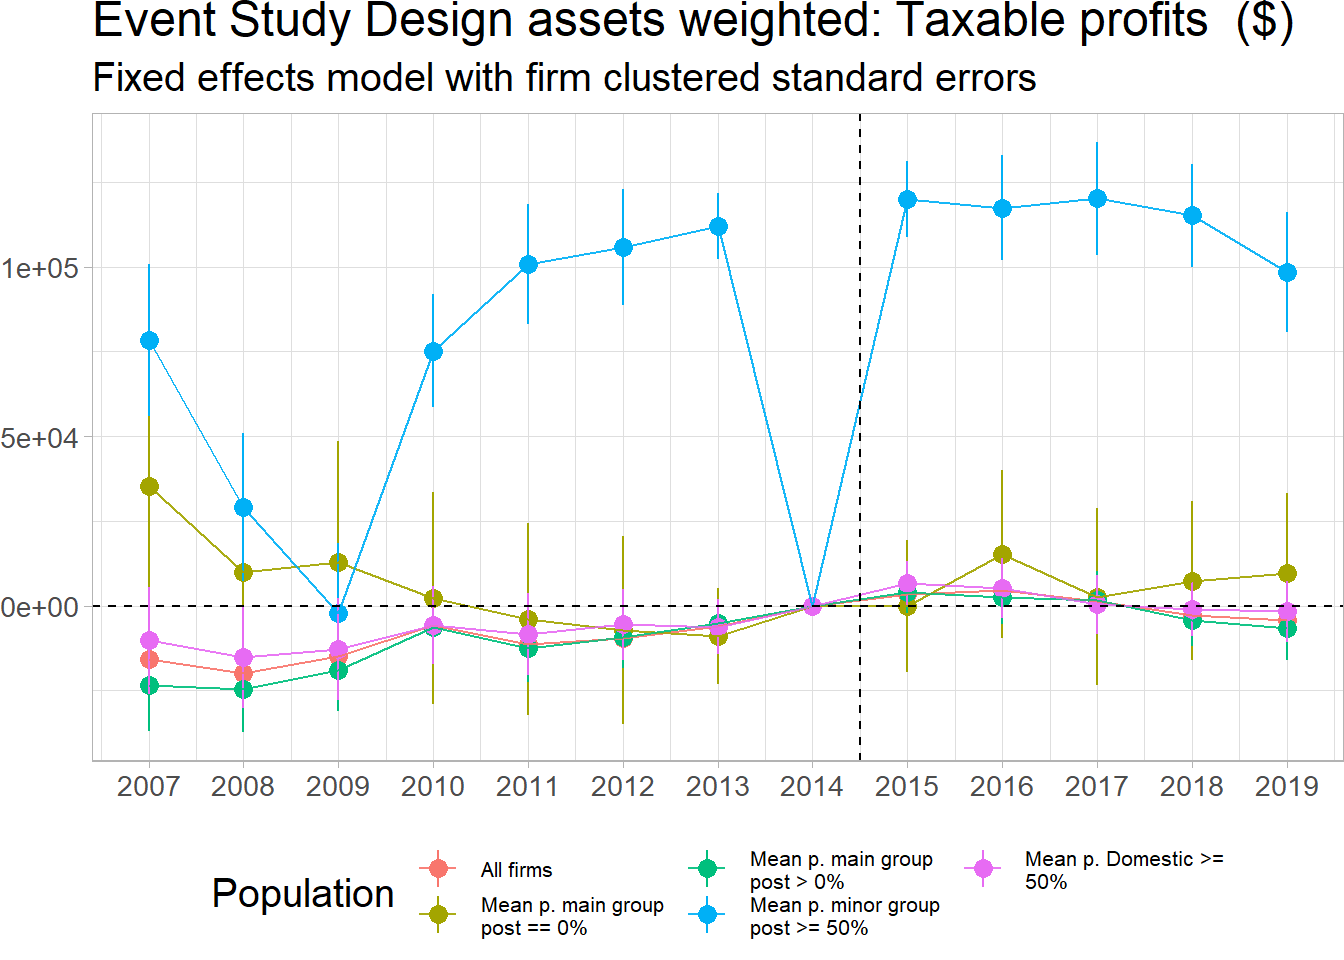 Event Study Design assets weighted: Taxable profits  ($)
Fixed effects model with firm clustered standard errors
1e+05
5e+04
0e+00
2007 2008 2009 2010 2011 2012 2013 2014 2015 2016 2017 2018 2019
Population
All firms
Mean p. main group
post == 0%
Mean p. main group
post > 0%
Mean p. minor group
post >= 50%
Mean p. Domestic >=
50%